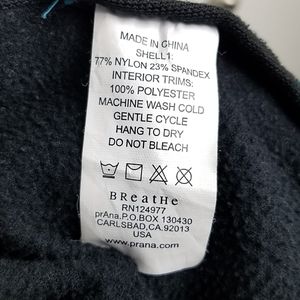 MADE IN CHINA
SHELL1:
77% NYLON 23% SPANDEX
INTERIOR TRIMS:
100% POLYESTER
MACHINE WASH COLD
GENTLE CYCLE
HANG TO DRY
DO NOT BLEACH
BReatHe
RN124977
prAna.P.O.BOX 130430
CARLSBAD,CA.92013
USA
www.prana.com